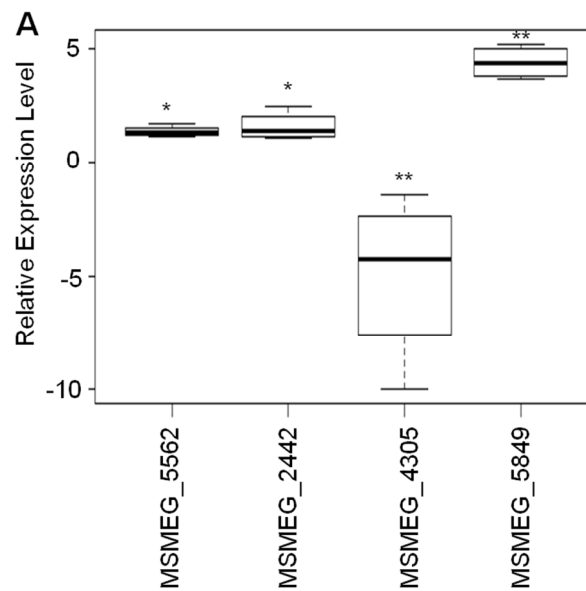 A
Relative Expression Level
5
0
-5
-10
*
*
**
**
MSMEG_5562
MSMEG_2442
MSMEG_4305
MSMEG_5849